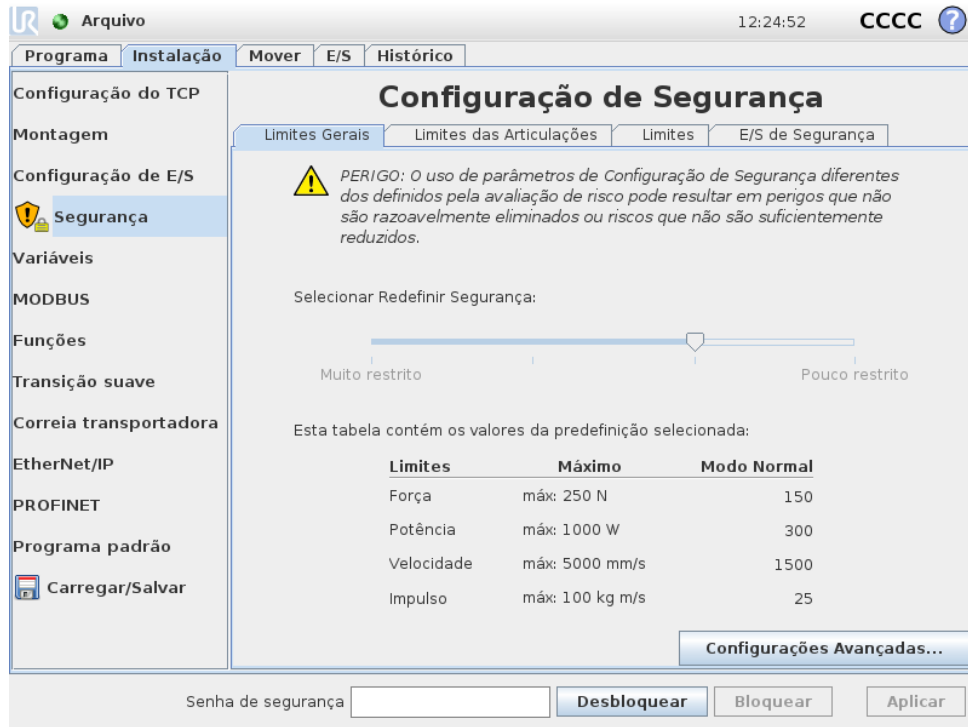 UR Arquivo 12:24:52 CCCC ?
Programa Instalação Mover E/S Histórico
Configuração do TCP
Montagem
Configuração de E/S
Segurança
Variáveis
MODBUS
Funções
Transição suave
Correia transportadora
EtherNet/IP
PROFINET
Programa padrão
Carregar/Salvar
Configuração de Segurança
Limites Gerais Limites das Articulações Limites E/S de Segurança
PERIGO: O uso de parâmetros de Configuração de Segurança diferentes
dos definidos pela avaliação de risco pode resultar em perigos que não
são razoavelmente eliminados ou riscos que não são suficientemente
reduzidos.
Selecionar Redefinir Segurança:
Muito restrito Pouco restrito
Esta tabela contém os valores da predefinição selecionada:
Limites Máximo Modo Normal
Força máx: 250 N 150
Potência máx: 1000 W 300
Velocidade máx: 5000 mm/s 1500
Impulso máx: 100 kg m/s 25
Configurações Avançadas...
Senha de segurança Desbloquear Bloquear Aplicar